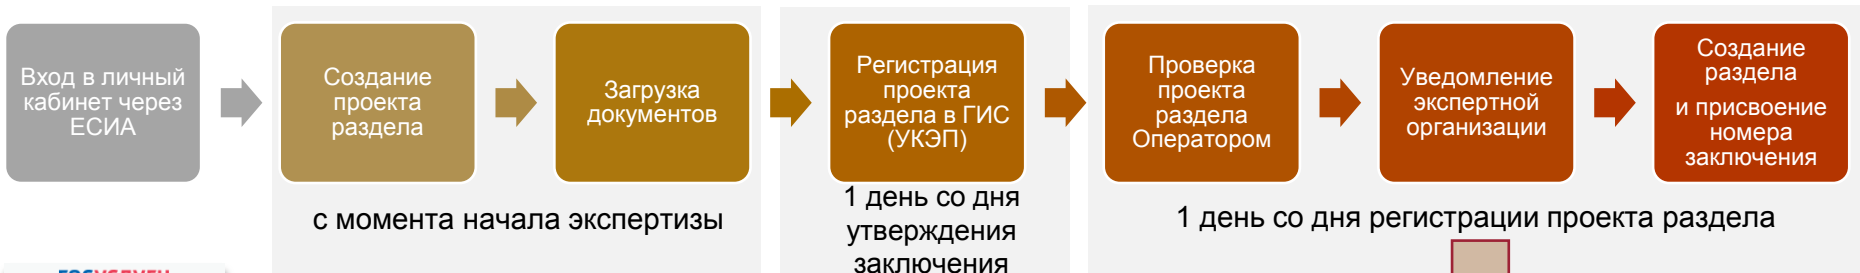 Вход в личный
кабинет через
ЕСИА
Создание
проекта
раздела
Загрузка
документов
Регистрация
проекта
раздела в ГИС
(УКЭП)
Проверка
проекта
раздела
Оператором
Уведомление
экспертной
организации
Создание
раздела
и присвоение
номера
заключения
с момента начала экспертизы
1 день со дня
утверждения
заключения
1 день со дня регистрации проекта раздела